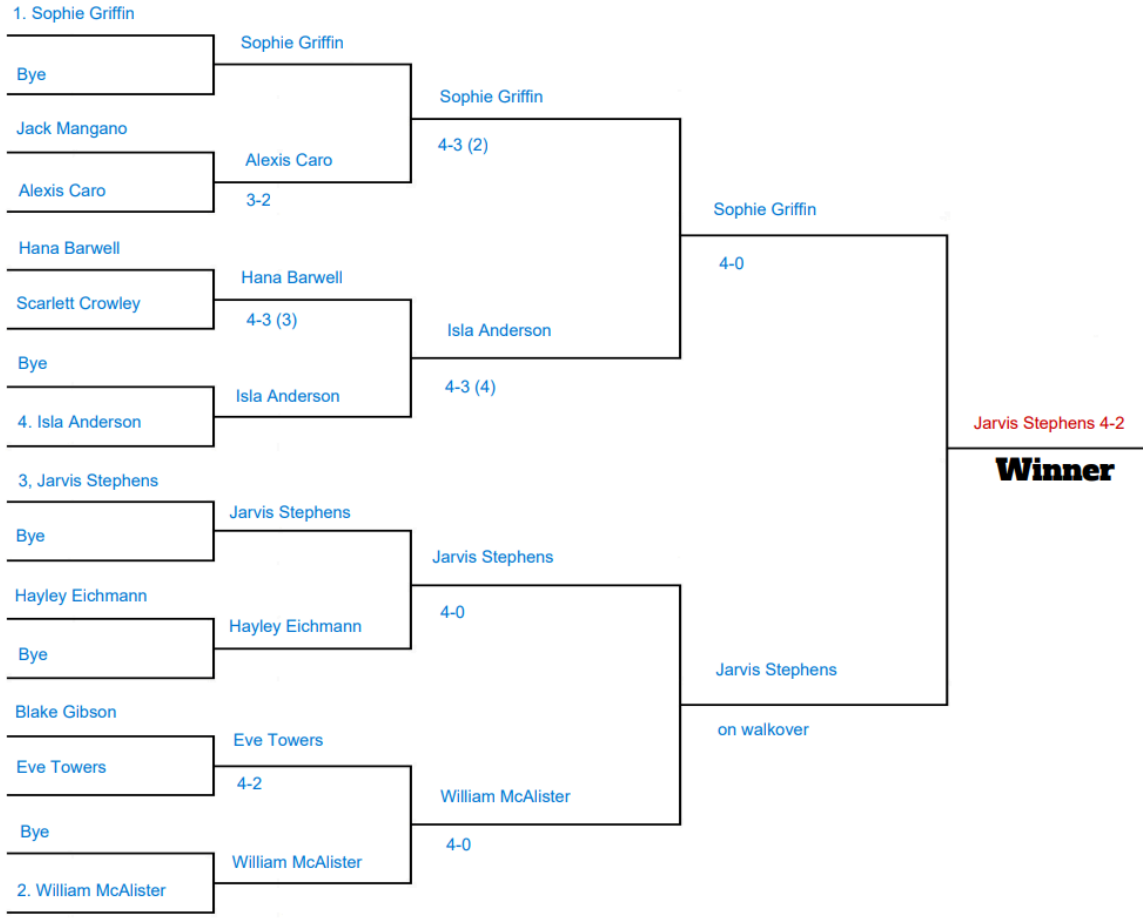 1. Sophie Griffin
Bye
Jack Mangano
Alexis Caro
Hana Barwell
Scarlett Crowley
Bye
4. Isla Anderson
3, Jarvis Stephens
Bye
Hayley Eichmann
Bye
Blake Gibson
Eve Towers
Bye
2. William McAlister
Sophie Griffin
Alexis Caro
3-2
Hana Barwell
4-3 (3)
Isla Anderson
Jarvis Stephens
Hayley Eichmann
Eve Towers
4-2
William McAlister
Sophie Griffin
4-3 (2)
Isla Anderson
4-3 (4)
Jarvis Stephens
4-0
William McAlister
4-0
Sophie Griffin
4-0
Jarvis Stephens
on walkover
Jarvis Stephens 4-2
Winner